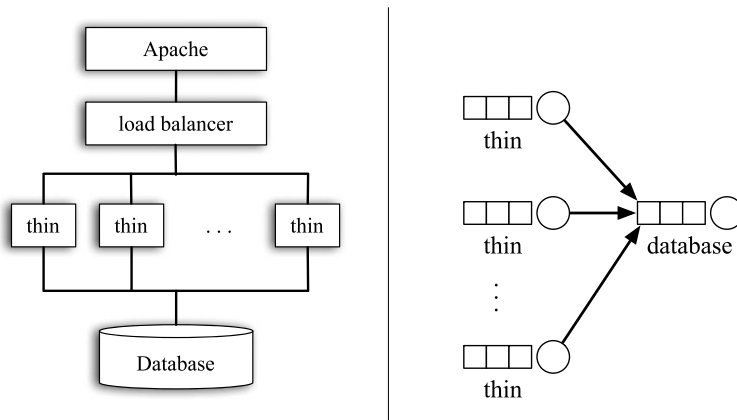 Apache
load balancer
thin
thin
. . .
thin
Database
thin
thin
database
thin